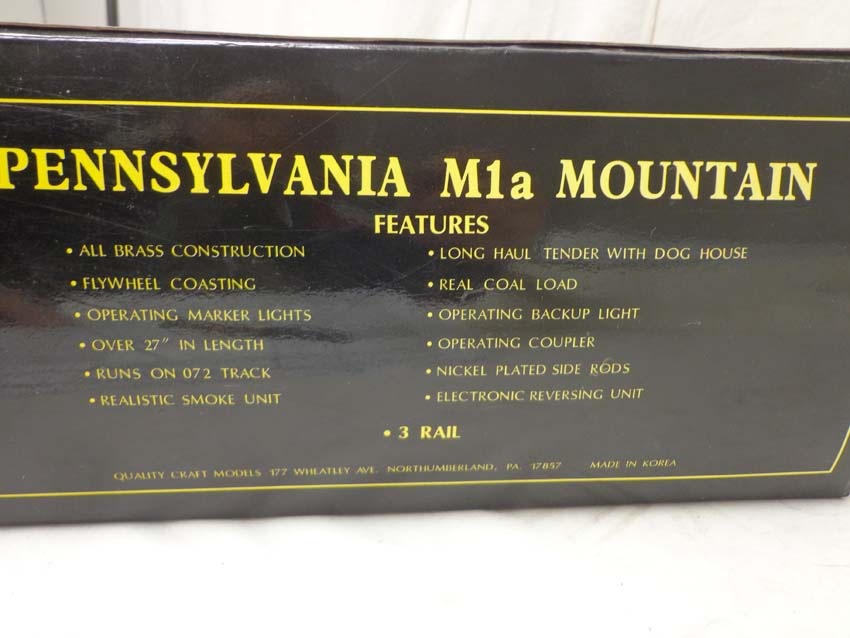 PENNSYLVANIA M1a MOUNTAIN
FEATURES
• ALL BRASS CONSTRUCTION
• FLYWHEEL COASTING
• OPERATING MARKER LIGHTS
• OVER 27" IN LENGTH
• RUNS ON 072 TRACK
• REALISTIC SMOKE UNIT
• LONG HAUL TENDER WITH DOG HOUSE
• REAL COAL LOAD
• OPERATING BACKUP LIGHT
• OPERATING COUPLER
• NICKEL PLATED SIDE RODS
• ELECTRONIC REVERSING UNIT
• 3 RAIL
QUALITY CRAFT MODELS 177 WHEATLEY AVE. NORTHUMBERLAND, PA. 17857 MADE IN KOREA